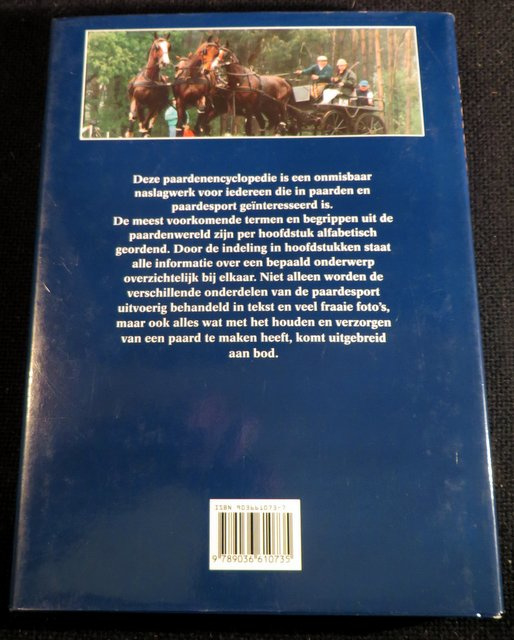 Deze paardenencyclopedie is een onmisbaar
naslagwerk voor iedereen die in paarden en
paardesport geïnteresseerd is.
De meest voorkomende termen en begrippen uit de
paardenwereld zijn per hoofdstuk alfabetisch
geordend. Door de indeling in hoofdstukken staat
alle informatie over een bepaald onderwerp
overzichtelijk bij elkaar. Niet alleen worden de
verschillende onderdelen van de paardesport
uitvoerig behandeld in tekst en veel fraaie foto's,
maar ook alles wat met het houden en verzorgen
van een paard te maken heeft, komt uitgebreid
aan bod.
ISBN 903661073-7
9 789036 610735